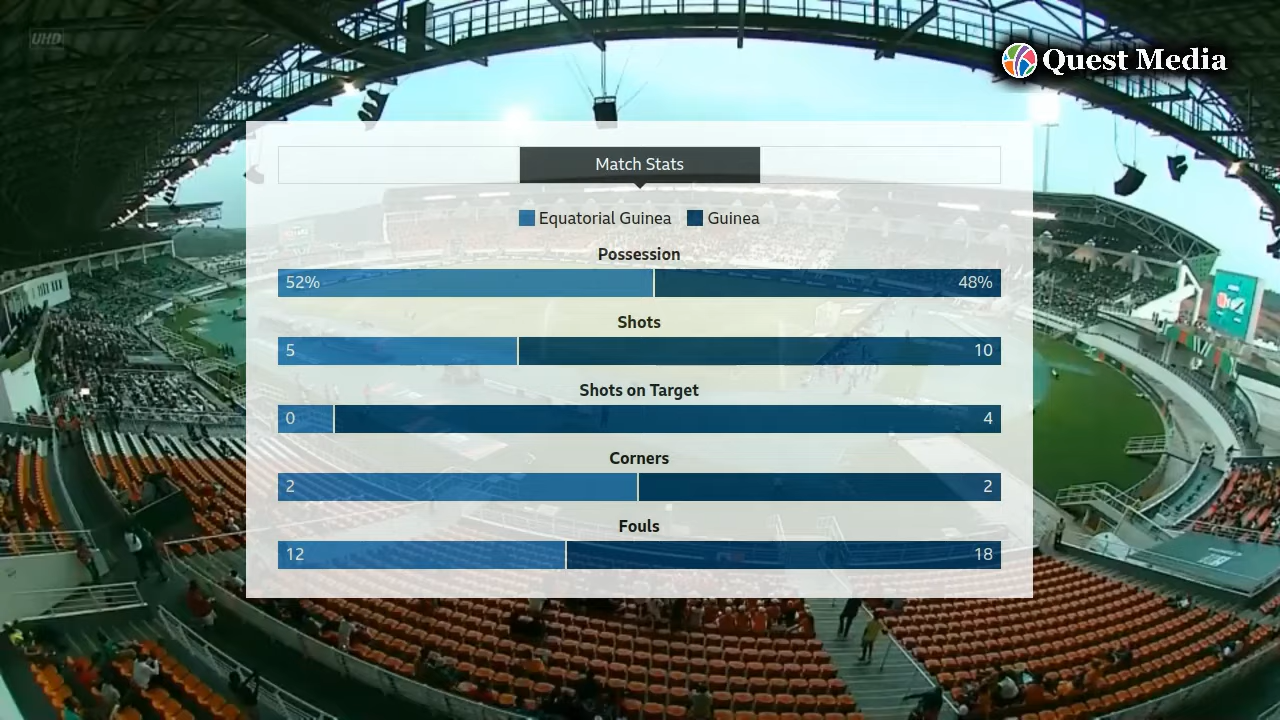 UHD
Quest Media
Match Stats
Equatorial Guinea Guinea
Possession
52% 48%
Shots
5 10
Shots on Target
0 4
Corners
2 2
Fouls
12 18